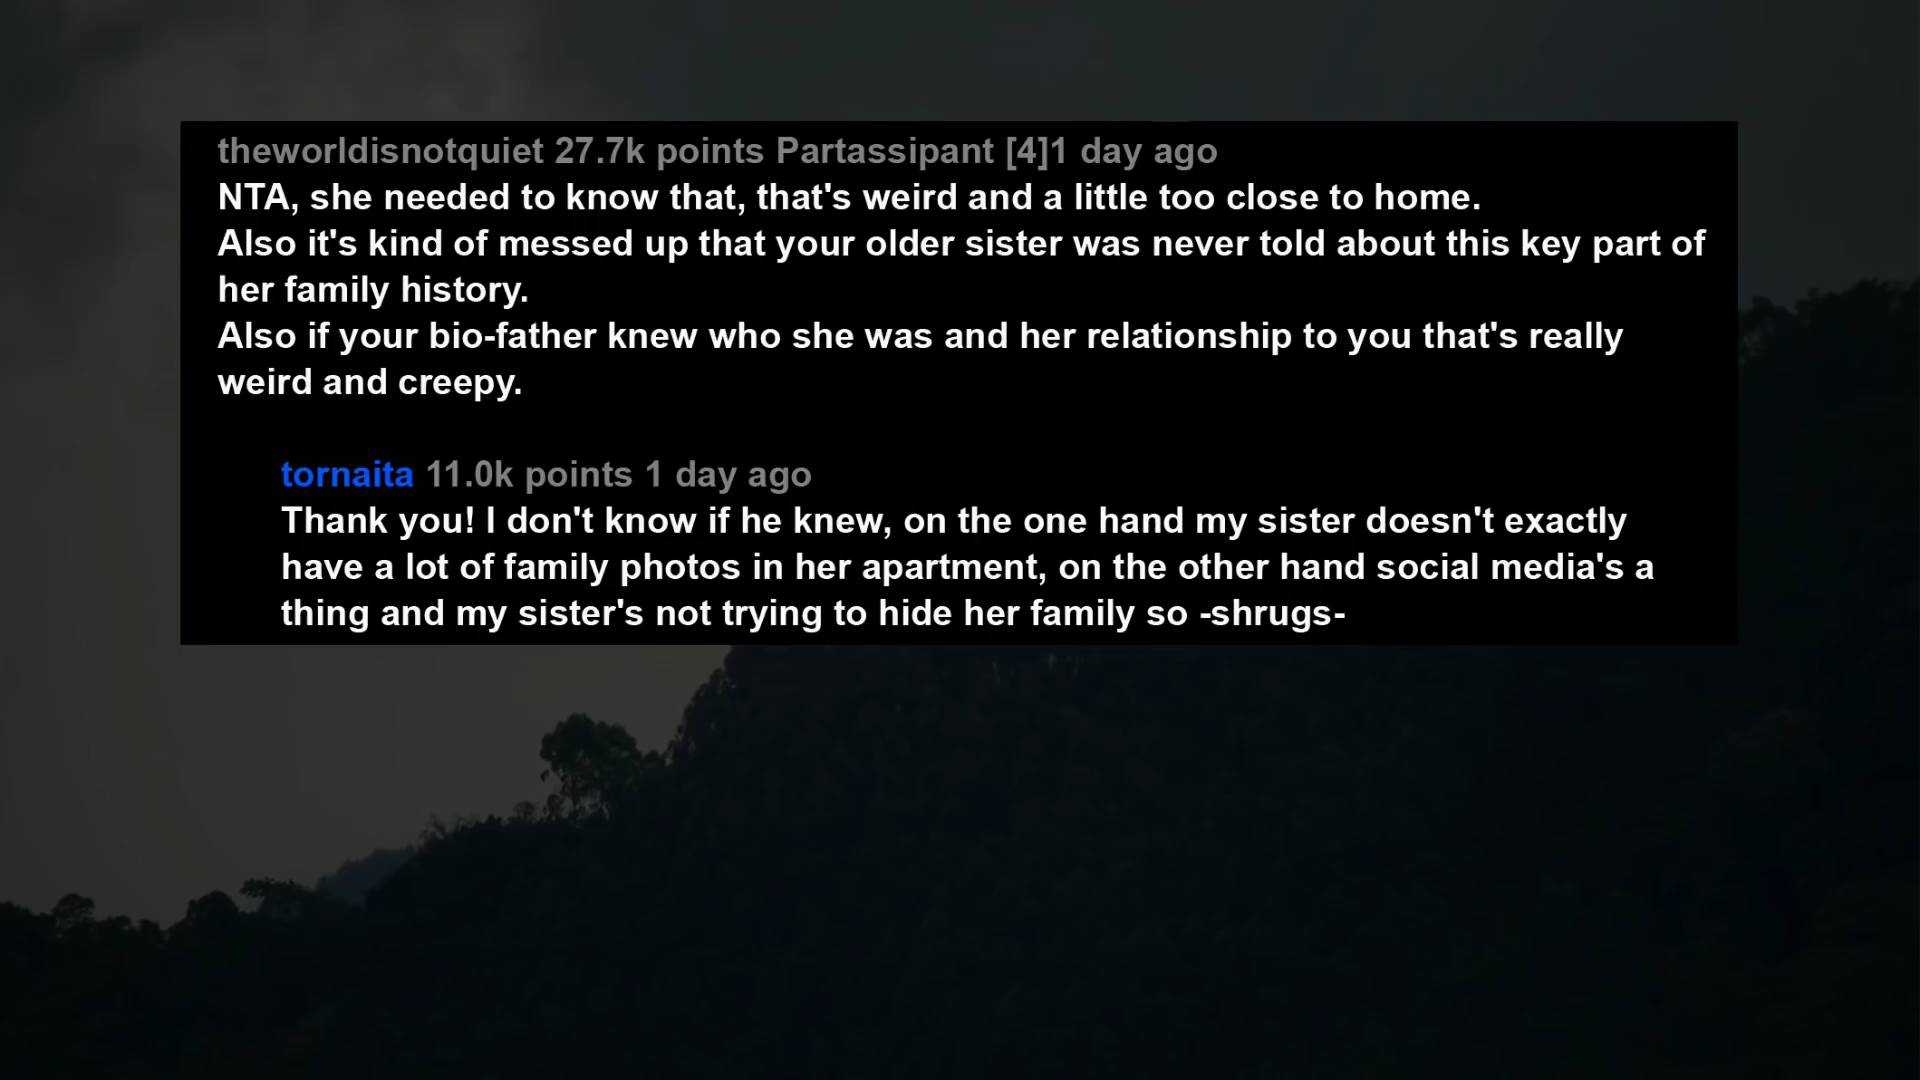 theworldisnotquiet 27.7k points Partassipant [4]1 day ago
NTA, she needed to know that, that's weird and a little too close to home.
Also it's kind of messed up that your older sister was never told about this key part of
her family history.
Also if your bio-father knew who she was and her relationship to you that's really
weird and creepy.
tornaita 11.0k points 1 day ago
Thank you! I don't know if he knew, on the one hand my sister doesn't exactly
have a lot of family photos in her apartment, on the other hand social media's a
thing and my sister's not trying to hide her family so -shrugs-